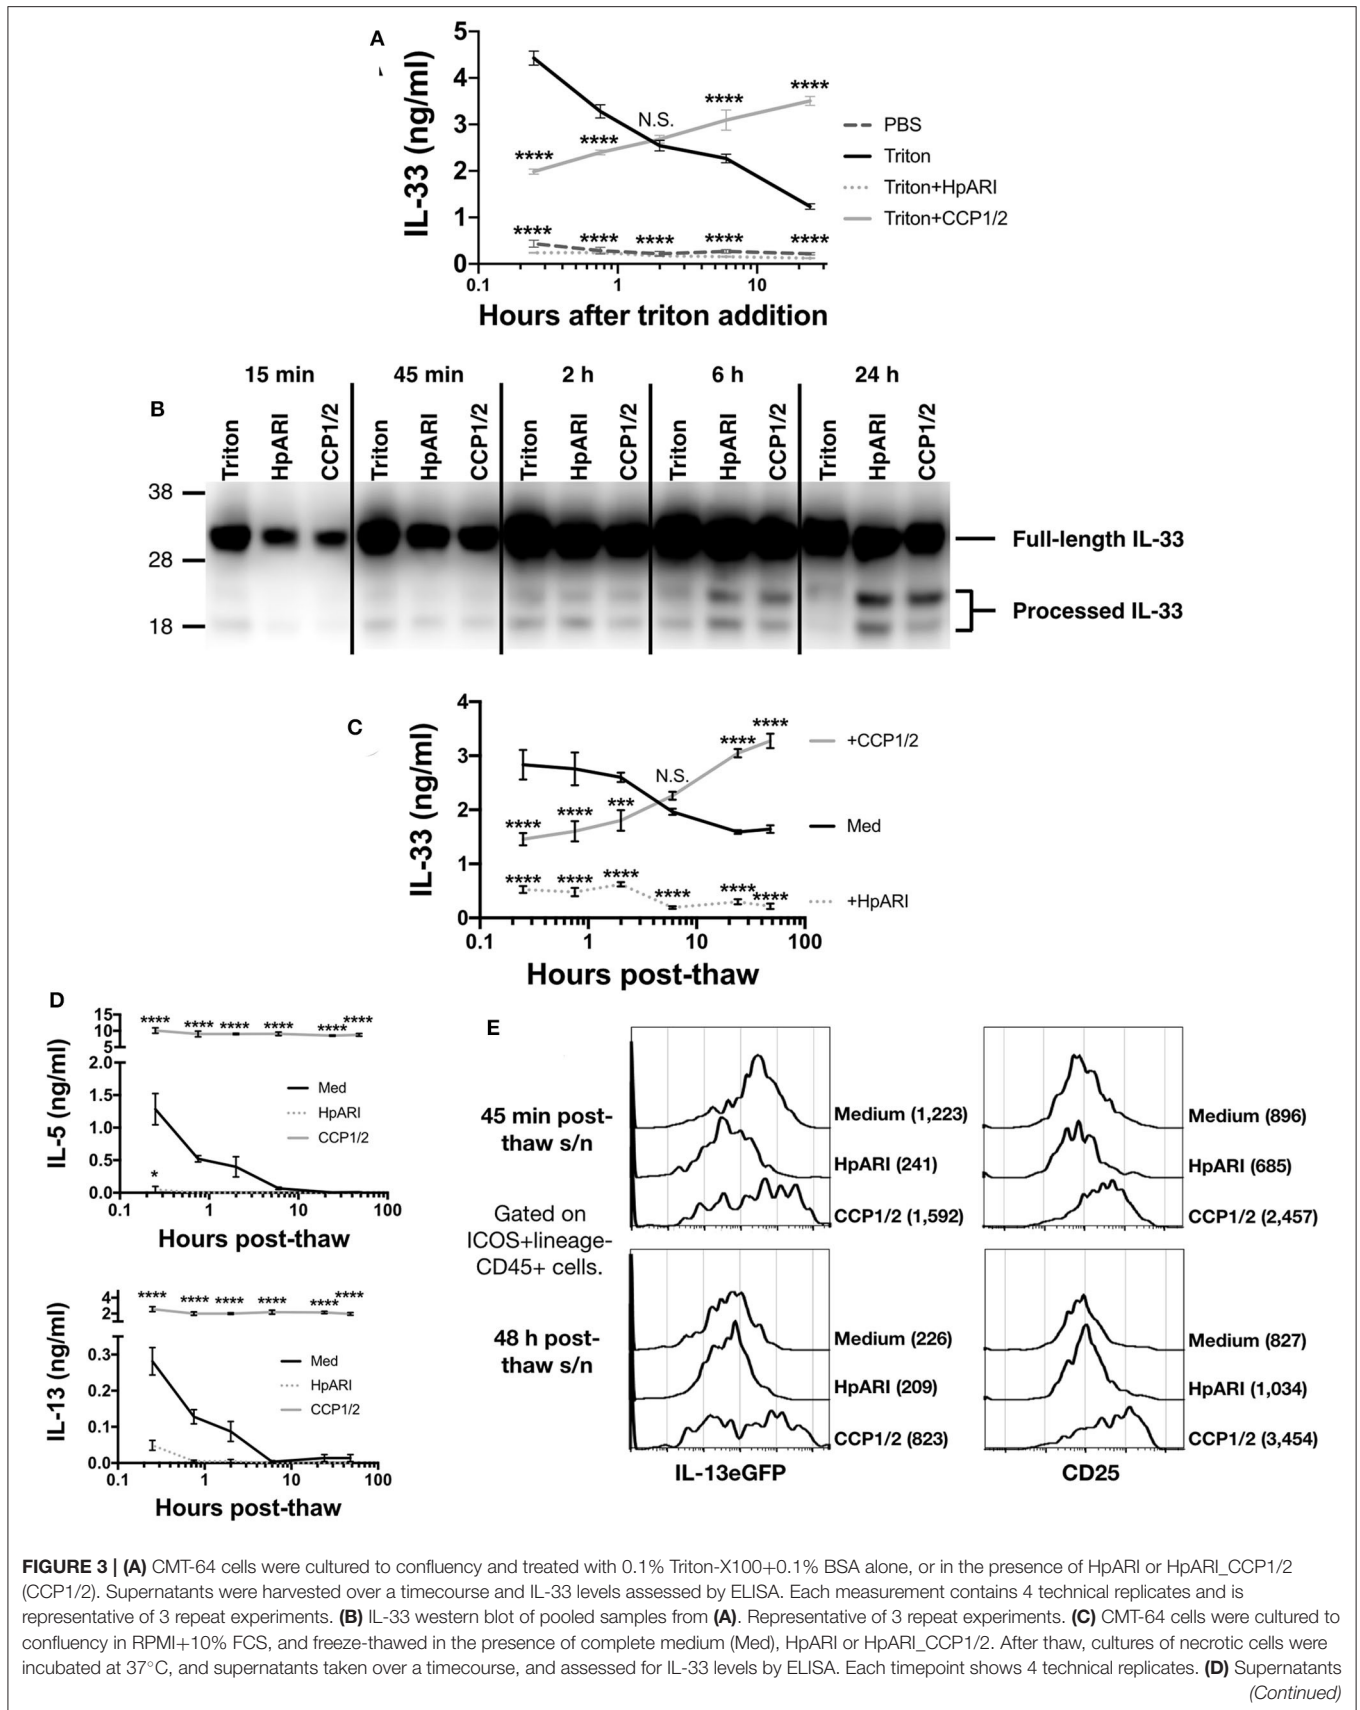 A
5
4
3
2
1
0
IL-33 (ng/ml)
****
****
N.S.
****
****
****
****
****
****
****
0.1
1
10
Hours after triton addition
PBS
Triton
Triton+HpARI
Triton+CCP1/2
B
15 min
45 min
2 h
6 h
24 h
Triton
HpARI
CCP1/2
Triton
HpARI
CCP1/2
Triton
HpARI
CCP1/2
Triton
HpARI
CCP1/2
Triton
HpARI
CCP1/2
38
28
18
Full-length IL-33
Processed IL-33
C
4
3
2
1
0
IL-33 (ng/ml)
****
****
***
N.S.
****
****
****
****
****
****
****
****
0.1
1
10
100
Hours post-thaw
+CCP1/2
Med
+HpARI
D
15
10
5
2.0
1.5
1.0
0.5
0.0
IL-5 (ng/ml)
****
****
****
****
****
****
*
Med
HpARI
CCP1/2
0.1
1
10
100
Hours post-thaw
4
2
0.3
0.2
0.1
0.0
IL-13 (ng/ml)
****
****
****
****
****
****
Med
HpARI
CCP1/2
0.1
1
10
100
Hours post-thaw
E
45 min post-
thaw s/n
Gated on
ICOS+lineage-
CD45+ cells.
48 h post-
thaw s/n
Medium (1,223)
HpARI (241)
CCP1/2 (1,592)
Medium (896)
HpARI (685)
CCP1/2 (2,457)
Medium (226)
HpARI (209)
CCP1/2 (823)
Medium (827)
HpARI (1,034)
CCP1/2 (3,454)
IL-13eGFP
CD25
FIGURE 3 | (A) CMT-64 cells were cultured to confluency and treated with 0.1% Triton-X100+0.1% BSA alone, or in the presence of HpARI or HpARI_CCP1/2
(CCP1/2). Supernatants were harvested over a timecourse and IL-33 levels assessed by ELISA. Each measurement contains 4 technical replicates and is
representative of 3 repeat experiments. (B) IL-33 western blot of pooled samples from (A). Representative of 3 repeat experiments. (C) CMT-64 cells were cultured to
confluency in RPMI+10% FCS, and freeze-thawed in the presence of complete medium (Med), HpARI or HpARI_CCP1/2. After thaw, cultures of necrotic cells were
incubated at 37°C, and supernatants taken over a timecourse, and assessed for IL-33 levels by ELISA. Each timepoint shows 4 technical replicates. (D) Supernatants
(Continued)